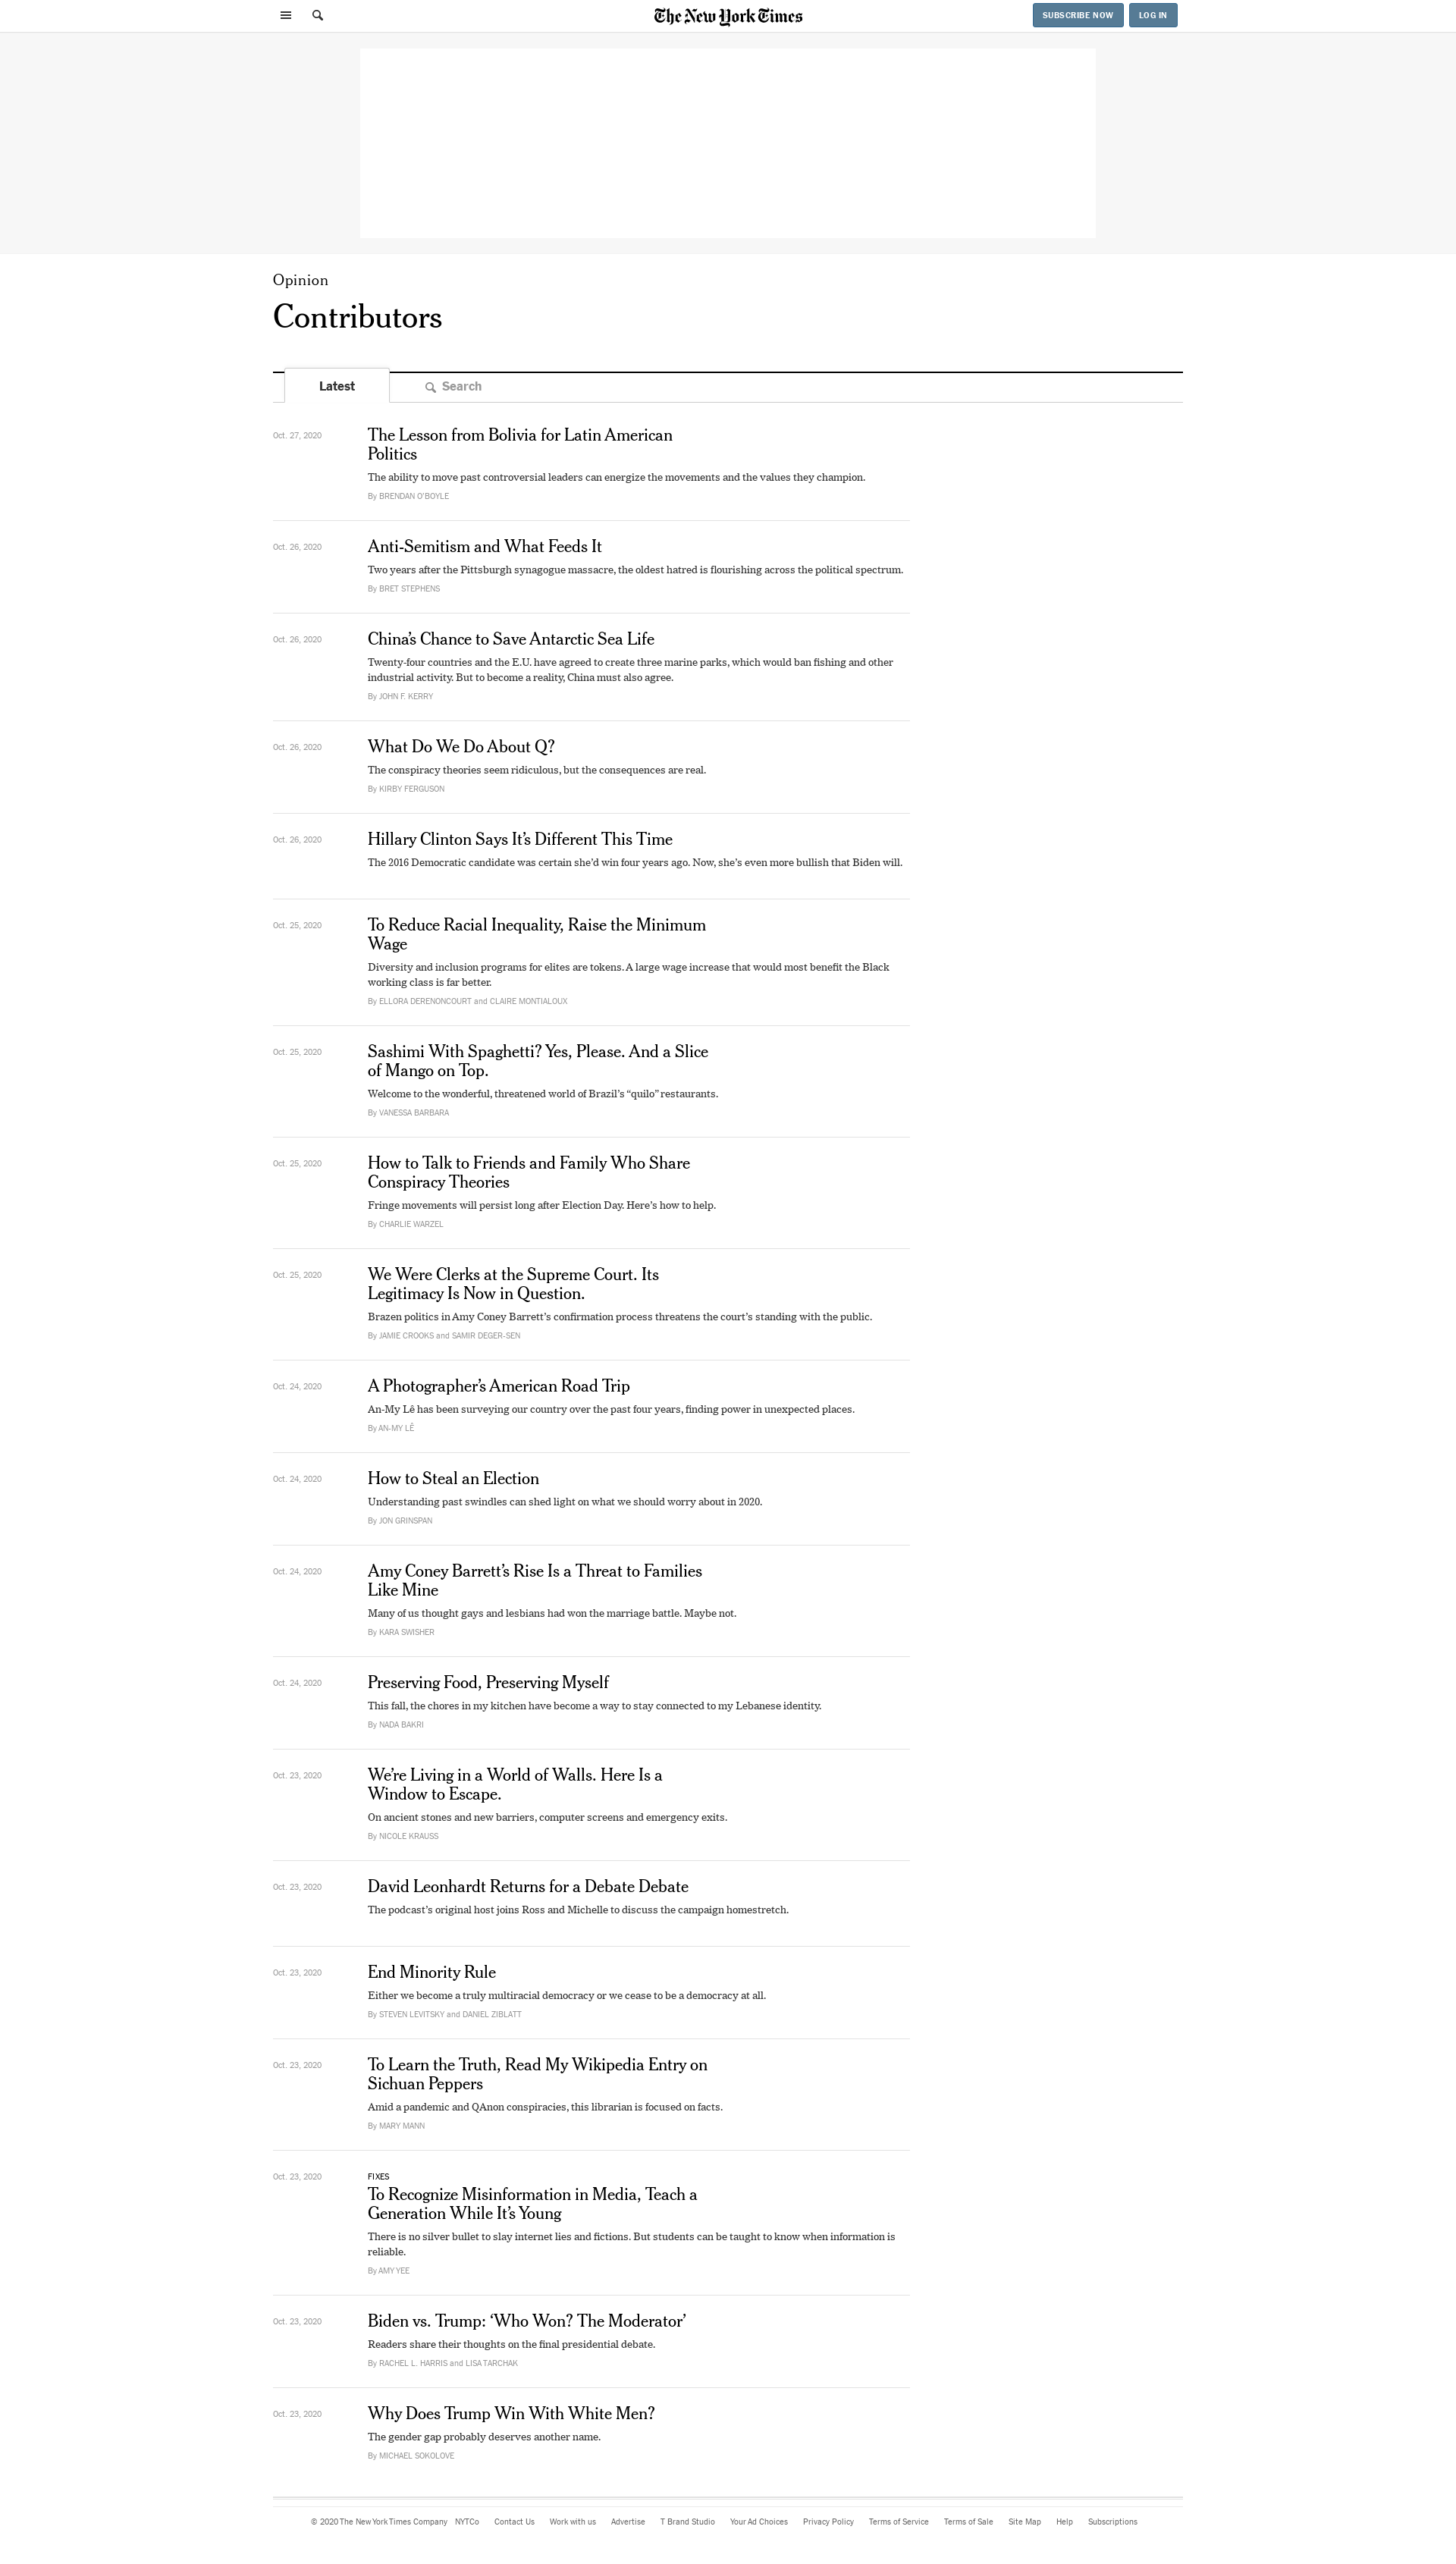 The New York Times
SUBSCRIBE NOW
LOG IN
Opinion
Contributors
Latest
Search
Oct. 27, 2020
The Lesson from Bolivia for Latin American
Politics
The ability to move past controversial leaders can energize the movements and the values they champion.
By BRENDAN O'BOYLE
Oct. 26, 2020
Anti-Semitism and What Feeds It
Two years after the Pittsburgh synagogue massacre, the oldest hatred is flourishing across the political spectrum.
By BRET STEPHENS
Oct. 26, 2020
China’s Chance to Save Antarctic Sea Life
Twenty-four countries and the E.U. have agreed to create three marine parks, which would ban fishing and other
industrial activity. But to become a reality, China must also agree.
By JOHN F. KERRY
Oct. 26, 2020
What Do We Do About Q?
The conspiracy theories seem ridiculous, but the consequences are real.
By KIRBY FERGUSON
Oct. 26, 2020
Hillary Clinton Says It’s Different This Time
The 2016 Democratic candidate was certain she’d win four years ago. Now, she’s even more bullish that Biden will.
Oct. 25, 2020
To Reduce Racial Inequality, Raise the Minimum
Wage
Diversity and inclusion programs for elites are tokens. A large wage increase that would most benefit the Black
working class is far better.
By ELLORA DERENONCOURT and CLAIRE MONTIALOUX
Oct. 25, 2020
Sashimi With Spaghetti? Yes, Please. And a Slice
of Mango on Top.
Welcome to the wonderful, threatened world of Brazil’s “quilo” restaurants.
By VANESSA BARBARA
Oct. 25, 2020
How to Talk to Friends and Family Who Share
Conspiracy Theories
Fringe movements will persist long after Election Day. Here’s how to help.
By CHARLIE WARZEL
Oct. 25, 2020
We Were Clerks at the Supreme Court. Its
Legitimacy Is Now in Question.
Brazen politics in Amy Coney Barrett’s confirmation process threatens the court’s standing with the public.
By JAMIE CROOKS and SAMIR DEGER-SEN
Oct. 24, 2020
A Photographer’s American Road Trip
An-My Lê has been surveying our country over the past four years, finding power in unexpected places.
By AN-MY LÊ
Oct. 24, 2020
How to Steal an Election
Understanding past swindles can shed light on what we should worry about in 2020.
By JON GRINSPAN
Oct. 24, 2020
Amy Coney Barrett’s Rise Is a Threat to Families
Like Mine
Many of us thought gays and lesbians had won the marriage battle. Maybe not.
By KARA SWISHER
Oct. 24, 2020
Preserving Food, Preserving Myself
This fall, the chores in my kitchen have become a way to stay connected to my Lebanese identity.
By NADA BAKRI
Oct. 23, 2020
We’re Living in a World of Walls. Here Is a
Window to Escape.
On ancient stones and new barriers, computer screens and emergency exits.
By NICOLE KRAUSS
Oct. 23, 2020
David Leonhardt Returns for a Debate Debate
The podcast’s original host joins Ross and Michelle to discuss the campaign homestretch.
Oct. 23, 2020
End Minority Rule
Either we become a truly multiracial democracy or we cease to be a democracy at all.
By STEVEN LEVITSKY and DANIEL ZIBLATT
Oct. 23, 2020
To Learn the Truth, Read My Wikipedia Entry on
Sichuan Peppers
Amid a pandemic and QAnon conspiracies, this librarian is focused on facts.
By MARY MANN
Oct. 23, 2020
FIXES
To Recognize Misinformation in Media, Teach a
Generation While It’s Young
There is no silver bullet to slay internet lies and fictions. But students can be taught to know when information is
reliable.
By AMY YEE
Oct. 23, 2020
Biden vs. Trump: ‘Who Won? The Moderator’
Readers share their thoughts on the final presidential debate.
By RACHEL L. HARRIS and LISA TARCHAK
Oct. 23, 2020
Why Does Trump Win With White Men?
The gender gap probably deserves another name.
By MICHAEL SOKOLOVE
© 2020 The New York Times Company NYTCo Contact Us Work with us Advertise T Brand Studio Your Ad Choices Privacy Policy Terms of Service Terms of Sale Site Map Help Subscriptions